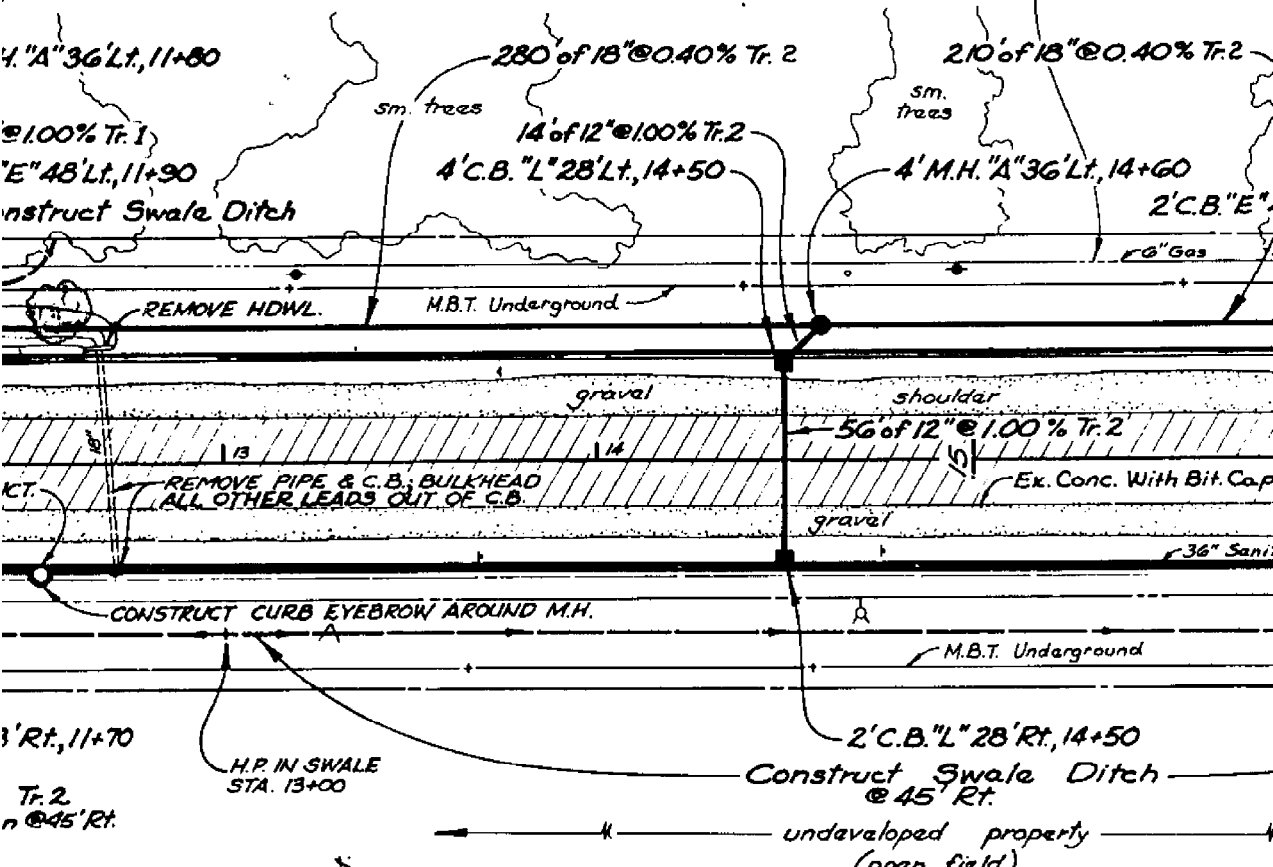 H. "A" 36' Lt., 11+80
280' of 18" @ 0.40% Tr. 2
210' of 18" @ 0.40% Tr. 2
sm. trees
sm.
trees
@ 1.00% Tr. 1
14' of 12" @ 1.00% Tr. 2
"E" 48' Lt., 11+90
4' C.B. "L" 28' Lt., 14+50
4' M.H. "A" 36' Lt., 14+60
nstruct Swale Ditch
2' C.B. "E"
6" Gas
REMOVE HDWL.
M.B.T. Underground
gravel
shoulder
56' of 12" @ 1.00% Tr. 2
18"
13
14
15
CT.
REMOVE PIPE & C.B.; BULKHEAD
ALL OTHER LEADS OUT OF C.B.
Ex. Conc. With Bit. Cap
gravel
36" Sani
CONSTRUCT CURB EYEBROW AROUND M.H.
M.B.T. Underground
' Rt., 11+70
2' C.B. "L" 28' Rt., 14+50
H.P. IN SWALE
STA. 13+00
Construct Swale Ditch
@ 45' Rt.
Tr. 2
n @ 45' Rt.
undeveloped property
(open field)